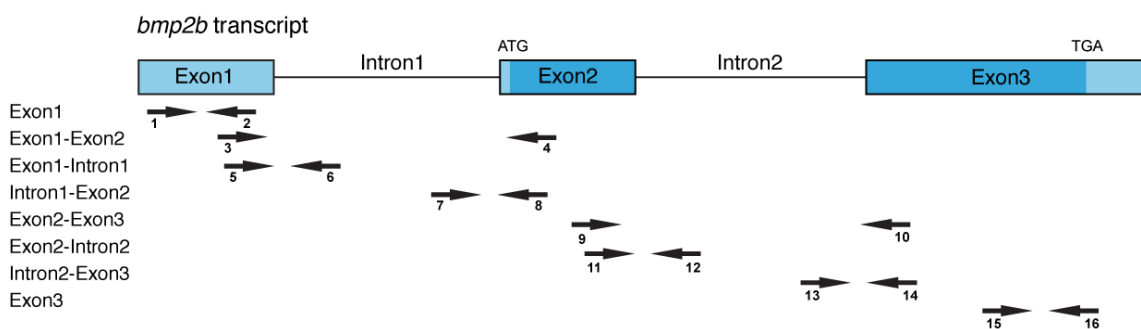 bmp2b transcript
ATG
TGA
Exon1
Intron1
Exon2
Intron2
Exon3
Exon1
1
2
Exon1-Exon2
3
4
Exon1-Intron1
5
6
Intron1-Exon2
7
8
Exon2-Exon3
9
10
Exon2-Intron2
11
12
Intron2-Exon3
13
14
Exon3
15
16